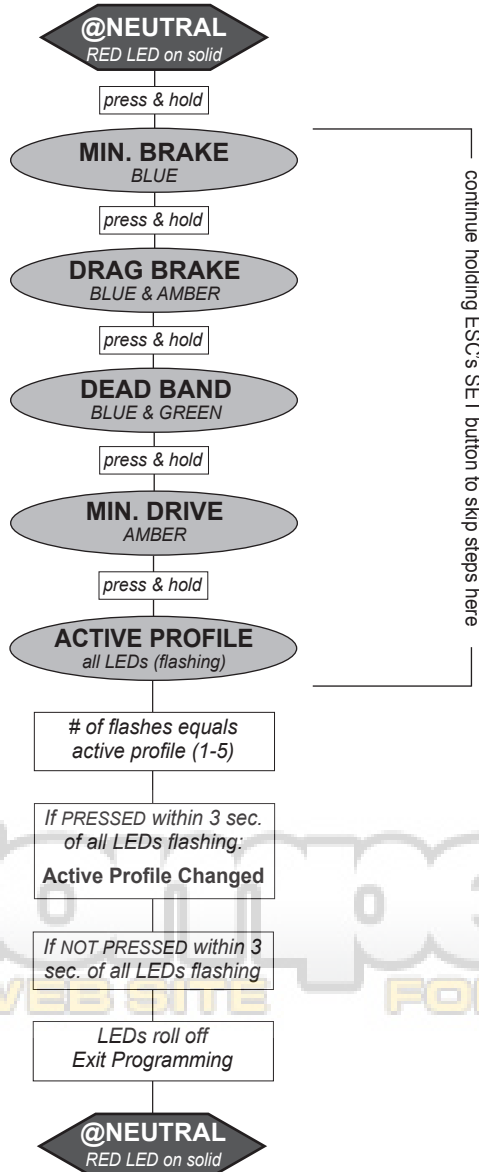 @NEUTRAL
RED LED on solid
press & hold
MIN. BRAKE
BLUE
press & hold
DRAG BRAKE
BLUE & AMBER
press & hold
DEAD BAND
BLUE & GREEN
press & hold
MIN. DRIVE
AMBER
press & hold
ACTIVE PROFILE
all LEDs (flashing)
continue holding ESC's SET button to skip steps here
# of flashes equals
active profile (1-5)
If PRESSED within 3 sec.
of all LEDs flashing:
Active Profile Changed
If NOT PRESSED within 3
sec. of all LEDs flashing
LEDs roll off
Exit Programming
@NEUTRAL
RED LED on solid
WEB SITE